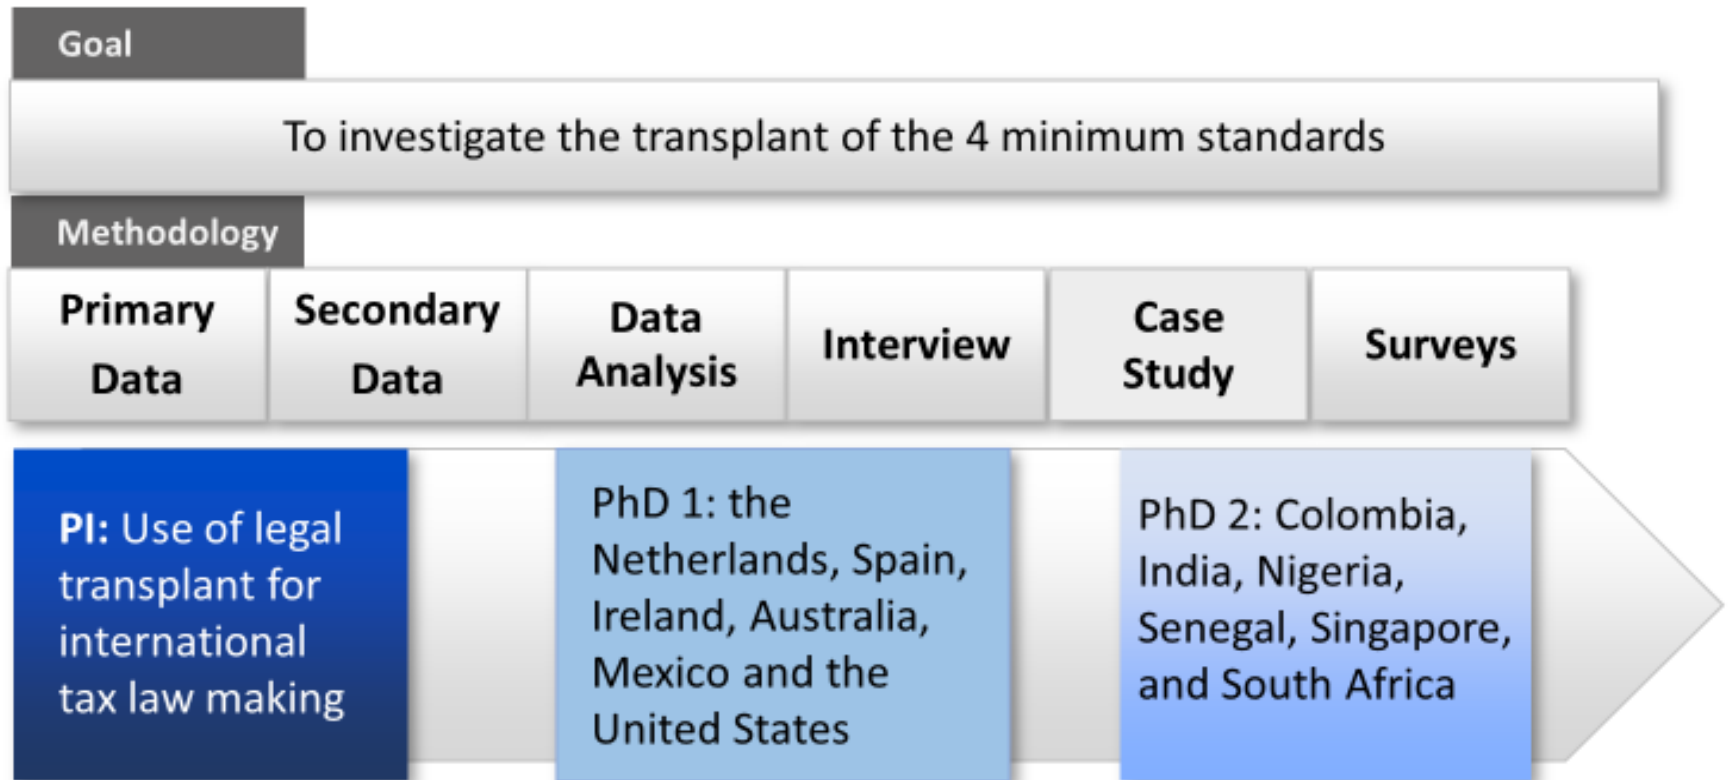 Goal
To investigate the transplant of the 4 minimum standards
Methodology
Primary
Data
Secondary
Data
Data
Analysis
Interview
Case
Study
Surveys
PI: Use of legal
transplant for
international
tax law making
PhD 1: the
Netherlands, Spain,
Ireland, Australia,
Mexico and the
United States
PhD 2: Colombia,
India, Nigeria,
Senegal, Singapore,
and South Africa